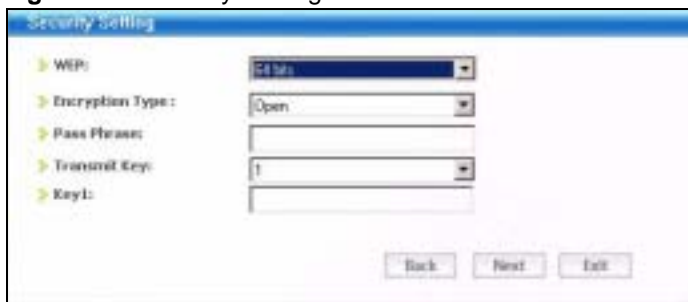 Security Setting
WEP: 64 bits
Encryption Type : Open
Pass Phrase:
Transmit Key: 1
Key1:
Back Next Exit